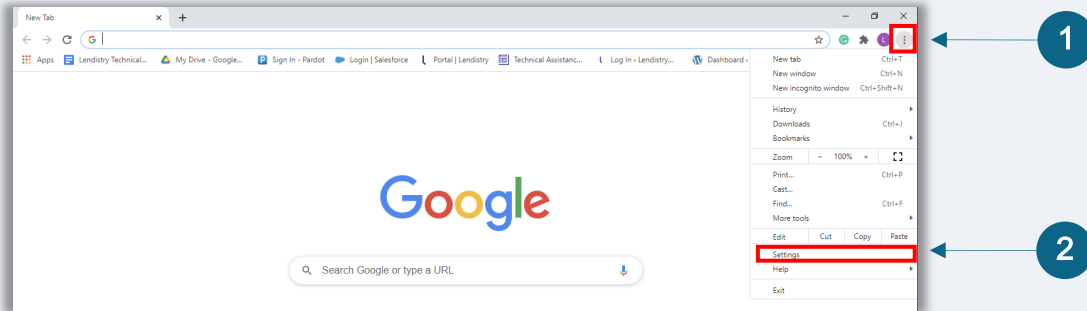 New Tab
G
L
1
Apps Lendistry Technical... My Drive - Google... Sign In - Pardot Login | Salesforce Portal | Lendistry Technical Assistanc... Log In ‹ Lendistry... Dashboard ‹
New tab Ctrl+T
New window Ctrl+N
New incognito window Ctrl+Shift+N
History
Downloads Ctrl+J
Bookmarks
Zoom - 100% +
Print... Ctrl+P
Cast...
Find... Ctrl+F
More tools
Edit Cut Copy Paste
Settings
2
Help
Exit
Google
Search Google or type a URL